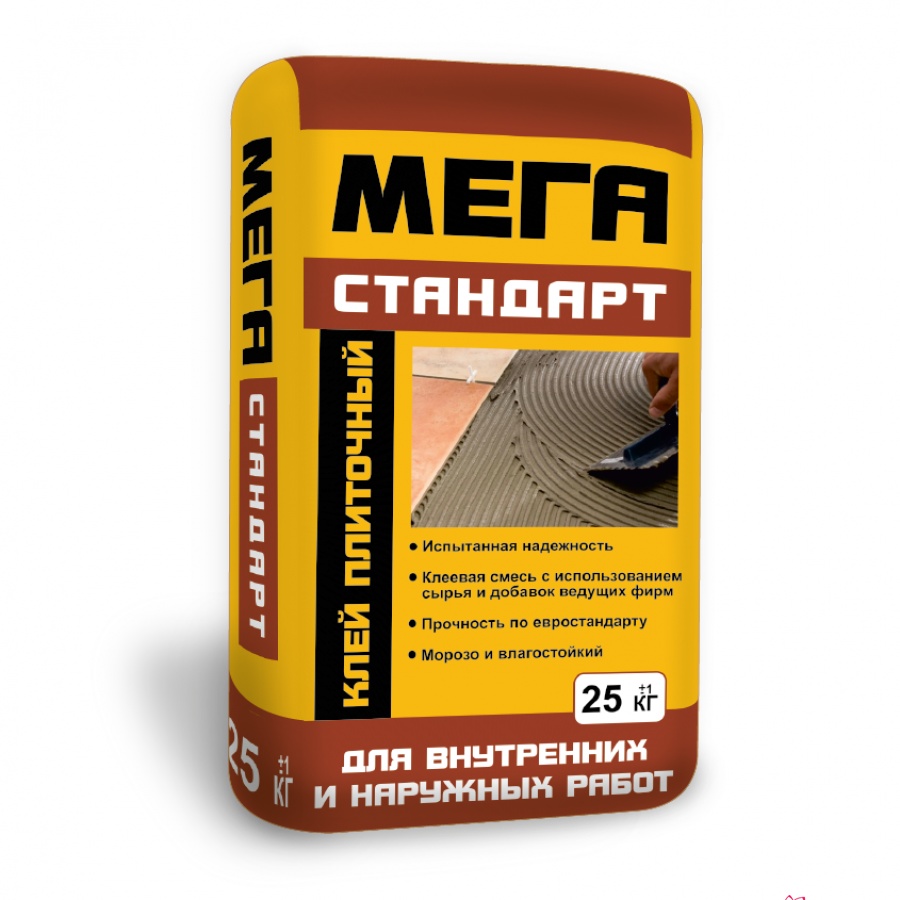 МЕГА
СТАНДАРТ
КЛЕЙ ПЛИТОЧНЫЙ
• Испытанная надежность
• Клеевая смесь с использованием
сырья и добавок ведущих фирм
• Прочность по евростандарту
• Морозо и влагостойкий
25 ±1 КГ
ДЛЯ ВНУТРЕННИХ
И НАРУЖНЫХ РАБОТ
МЕГА
СТАНДАРТ
25 ±1 КГ